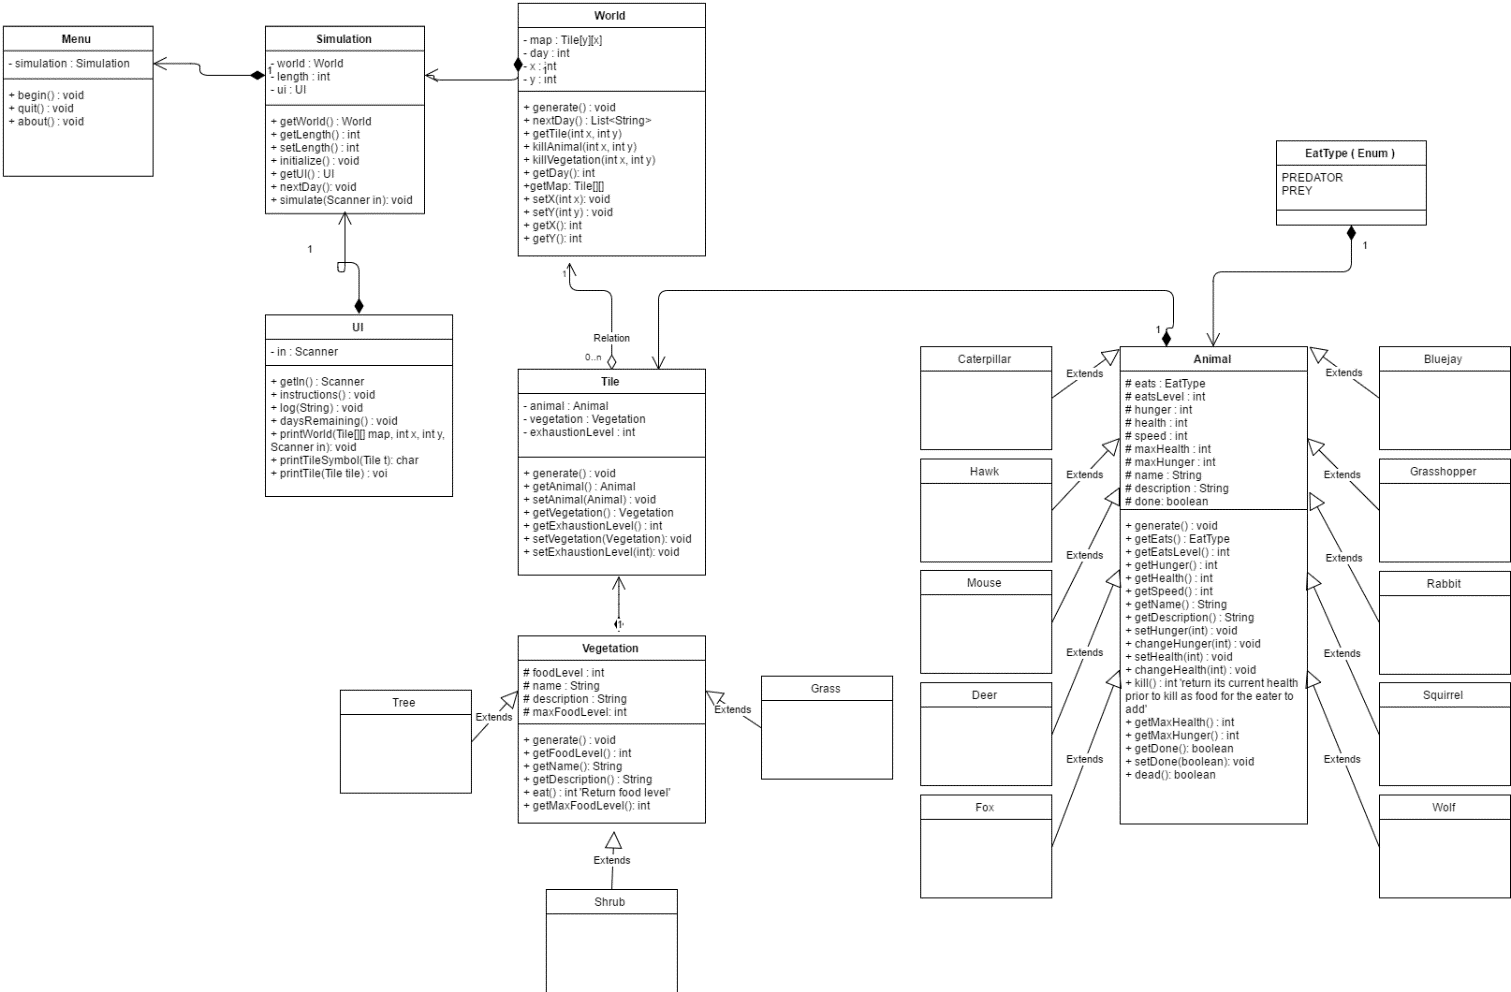 Menu
- simulation : Simulation
+ begin() : void
+ quit() : void
+ about() : void
Simulation
- world : World
- length : int
- ui : UI
+ getWorld() : World
+ getLength() : int
+ setLength() : int
+ initialize() : void
+ getUI() : UI
+ nextDay(): void
+ simulate(Scanner in): void
1
World
- map : Tile[y][x]
- day : int
- x : int
- y : int
+ generate() : void
+ nextDay() : List<String>
+ getTile(int x, int y)
+ killAnimal(int x, int y)
+ killVegetation(int x, int y)
+ getDay(): int
+getMap: Tile[][]
+ setX(int x): void
+ setY(int y) : void
+ getX(): int
+ getY(): int
1
EatType ( Enum )
PREDATOR
PREY
1
1
UI
- in : Scanner
+ getIn() : Scanner
+ instructions() : void
+ log(String) : void
+ daysRemaining() : void
+ printWorld(Tile[][] map, int x, int y,
Scanner in): void
+ printTileSymbol(Tile t): char
+ printTile(Tile tile) : voi
1
Relation
0..n
Tile
- animal : Animal
- vegetation : Vegetation
- exhaustionLevel : int
+ generate() : void
+ getAnimal() : Animal
+ setAnimal(Animal) : void
+ getVegetation() : Vegetation
+ getExhaustionLevel() : int
+ setVegetation(Vegetation): void
+ setExhaustionLevel(int): void
1
Vegetation
# foodLevel : int
# name : String
# description : String
# maxFoodLevel: int
+ generate() : void
+ getFoodLevel() : int
+ getName(): String
+ getDescription() : String
+ eat() : int 'Return food level'
+ getMaxFoodLevel(): int
Tree
Extends
Grass
Extends
Extends
Shrub
1
Animal
# eats : EatType
# eatsLevel : int
# hunger : int
# health : int
# speed : int
# maxHealth : int
# maxHunger : int
# name : String
# description : String
# done: boolean
+ generate() : void
+ getEats() : EatType
+ getEatsLevel() : int
+ getHunger() : int
+ getHealth() : int
+ getSpeed() : int
+ getName() : String
+ getDescription() : String
+ setHunger(int) : void
+ changeHunger(int) : void
+ setHealth(int) : void
+ changeHealth(int) : void
+ kill() : int 'return its current health
prior to kill as food for the eater to
add'
+ getMaxHealth() : int
+ getMaxHunger() : int
+ getDone(): boolean
+ setDone(boolean): void
+ dead(): boolean
Caterpillar
Extends
Hawk
Extends
Mouse
Extends
Deer
Extends
Fox
Extends
Bluejay
Extends
Grasshopper
Extends
Rabbit
Extends
Squirrel
Extends
Wolf
Extends